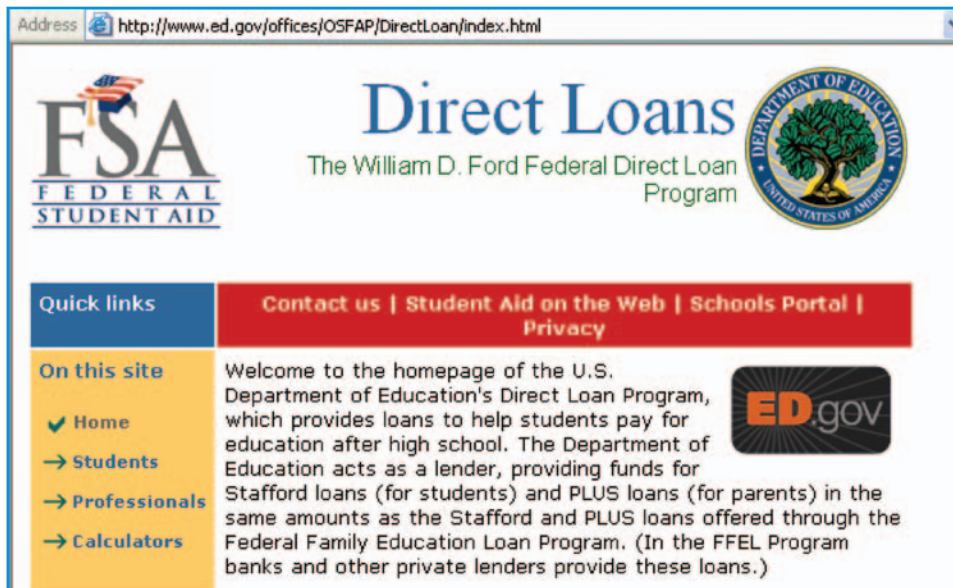 Address http://www.ed.gov/offices/OSFAP/DirectLoan/index.html
FSA
FEDERAL
STUDENT AID
Direct Loans
The William D. Ford Federal Direct Loan
Program
DEPARTMENT OF EDUCATION
UNITED STATES OF AMERICA
Quick links
Contact us | Student Aid on the Web | Schools Portal |
Privacy
On this site
Home
Students
Professionals
Calculators
Welcome to the homepage of the U.S.
Department of Education's Direct Loan Program,
which provides loans to help students pay for
education after high school. The Department of
Education acts as a lender, providing funds for
Stafford loans (for students) and PLUS loans (for parents) in the
same amounts as the Stafford and PLUS loans offered through the
Federal Family Education Loan Program. (In the FFEL Program
banks and other private lenders provide these loans.)
ED.gov